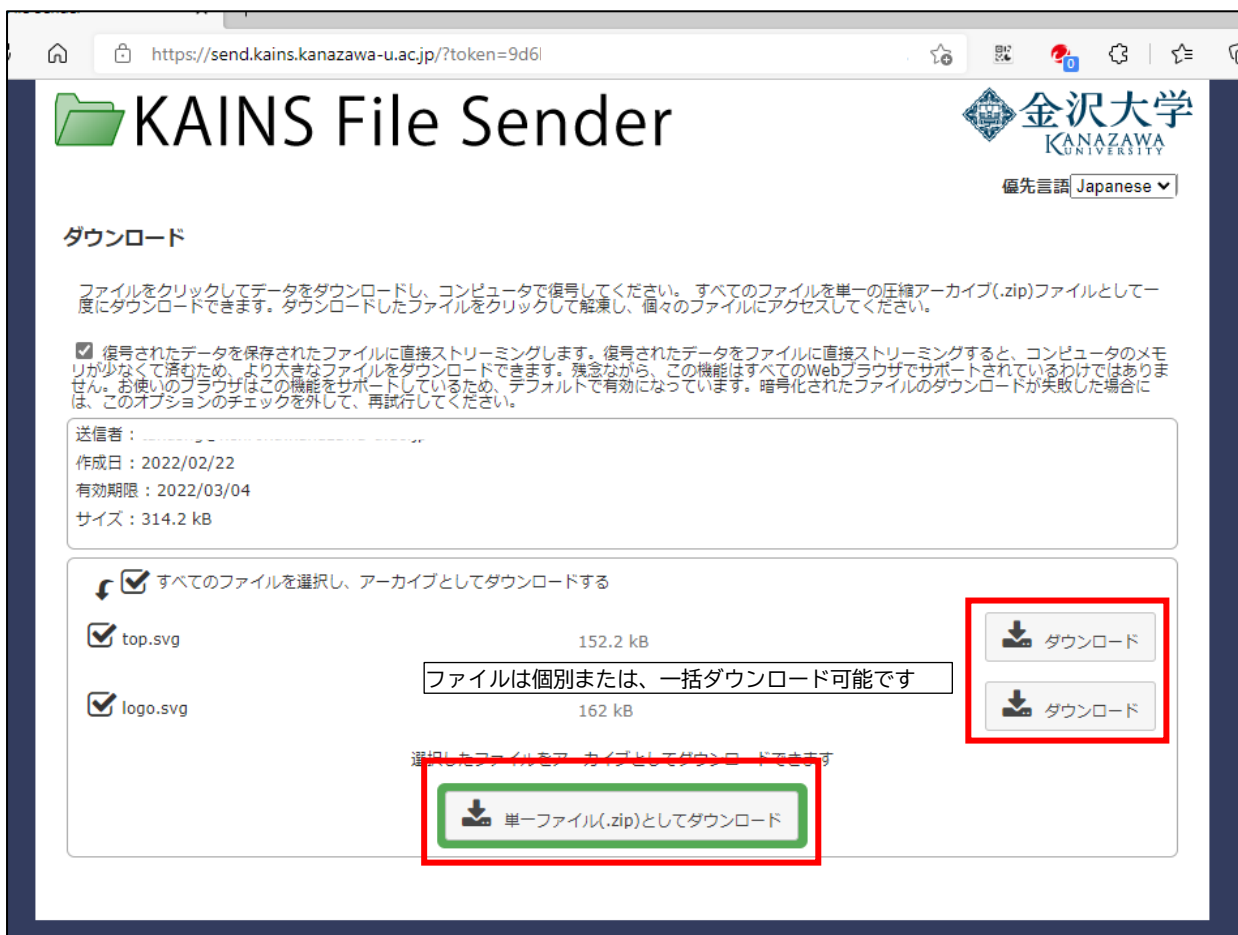 https://send.kains.kanazawa-u.ac.jp/?token=9d6
0
KAINS File Sender
金沢大学
KANAZAWA
UNIVERSITY
優先言語 Japanese
ダウンロード
ファイルをクリックしてデータをダウンロードし、コンピュータで復号してください。 すべてのファイルを単一の圧縮アーカイブ(.zip)ファイルとして一
度にダウンロードできます。ダウンロードしたファイルをクリックして解凍し、個々のファイルにアクセスしてください。
復号されたデータを保存されたファイルに直接ストリーミングします。復号されたデータをファイルに直接ストリーミングすると、コンピュータのメモ
リが少なくて済むため、より大きなファイルをダウンロードできます。残念ながら、この機能はすべてのWebブラウザでサポートされているわけではありま
せん。お使いのブラウザはこの機能をサポートしているため、デフォルトで有効になっています。暗号化されたファイルのダウンロードが失敗した場合に
は、このオプションのチェックを外して、再試行してください。
送信者：
作成日：2022/02/22
有効期限：2022/03/04
サイズ：314.2 kB
すべてのファイルを選択し、アーカイブとしてダウンロードする
top.svg 152.2 kB ダウンロード
ファイルは個別または、一括ダウンロード可能です
logo.svg 162 kB ダウンロード
選択したファイルをアーカイブとしてダウンロードできます
単一ファイル(.zip)としてダウンロード